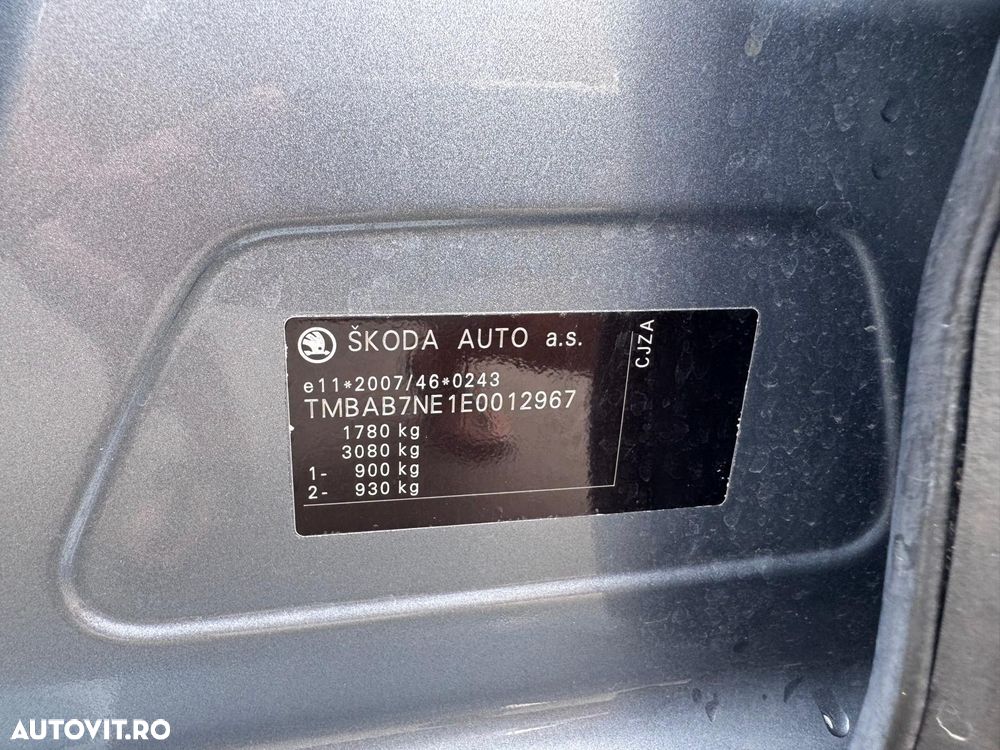 ŠKODA AUTO a.s.
CJZA
e11*2007/46*0243
TMBAB7NE1E0012967
1780 kg
3080 kg
1- 900 kg
2- 930 kg
AUTOVIT.RO